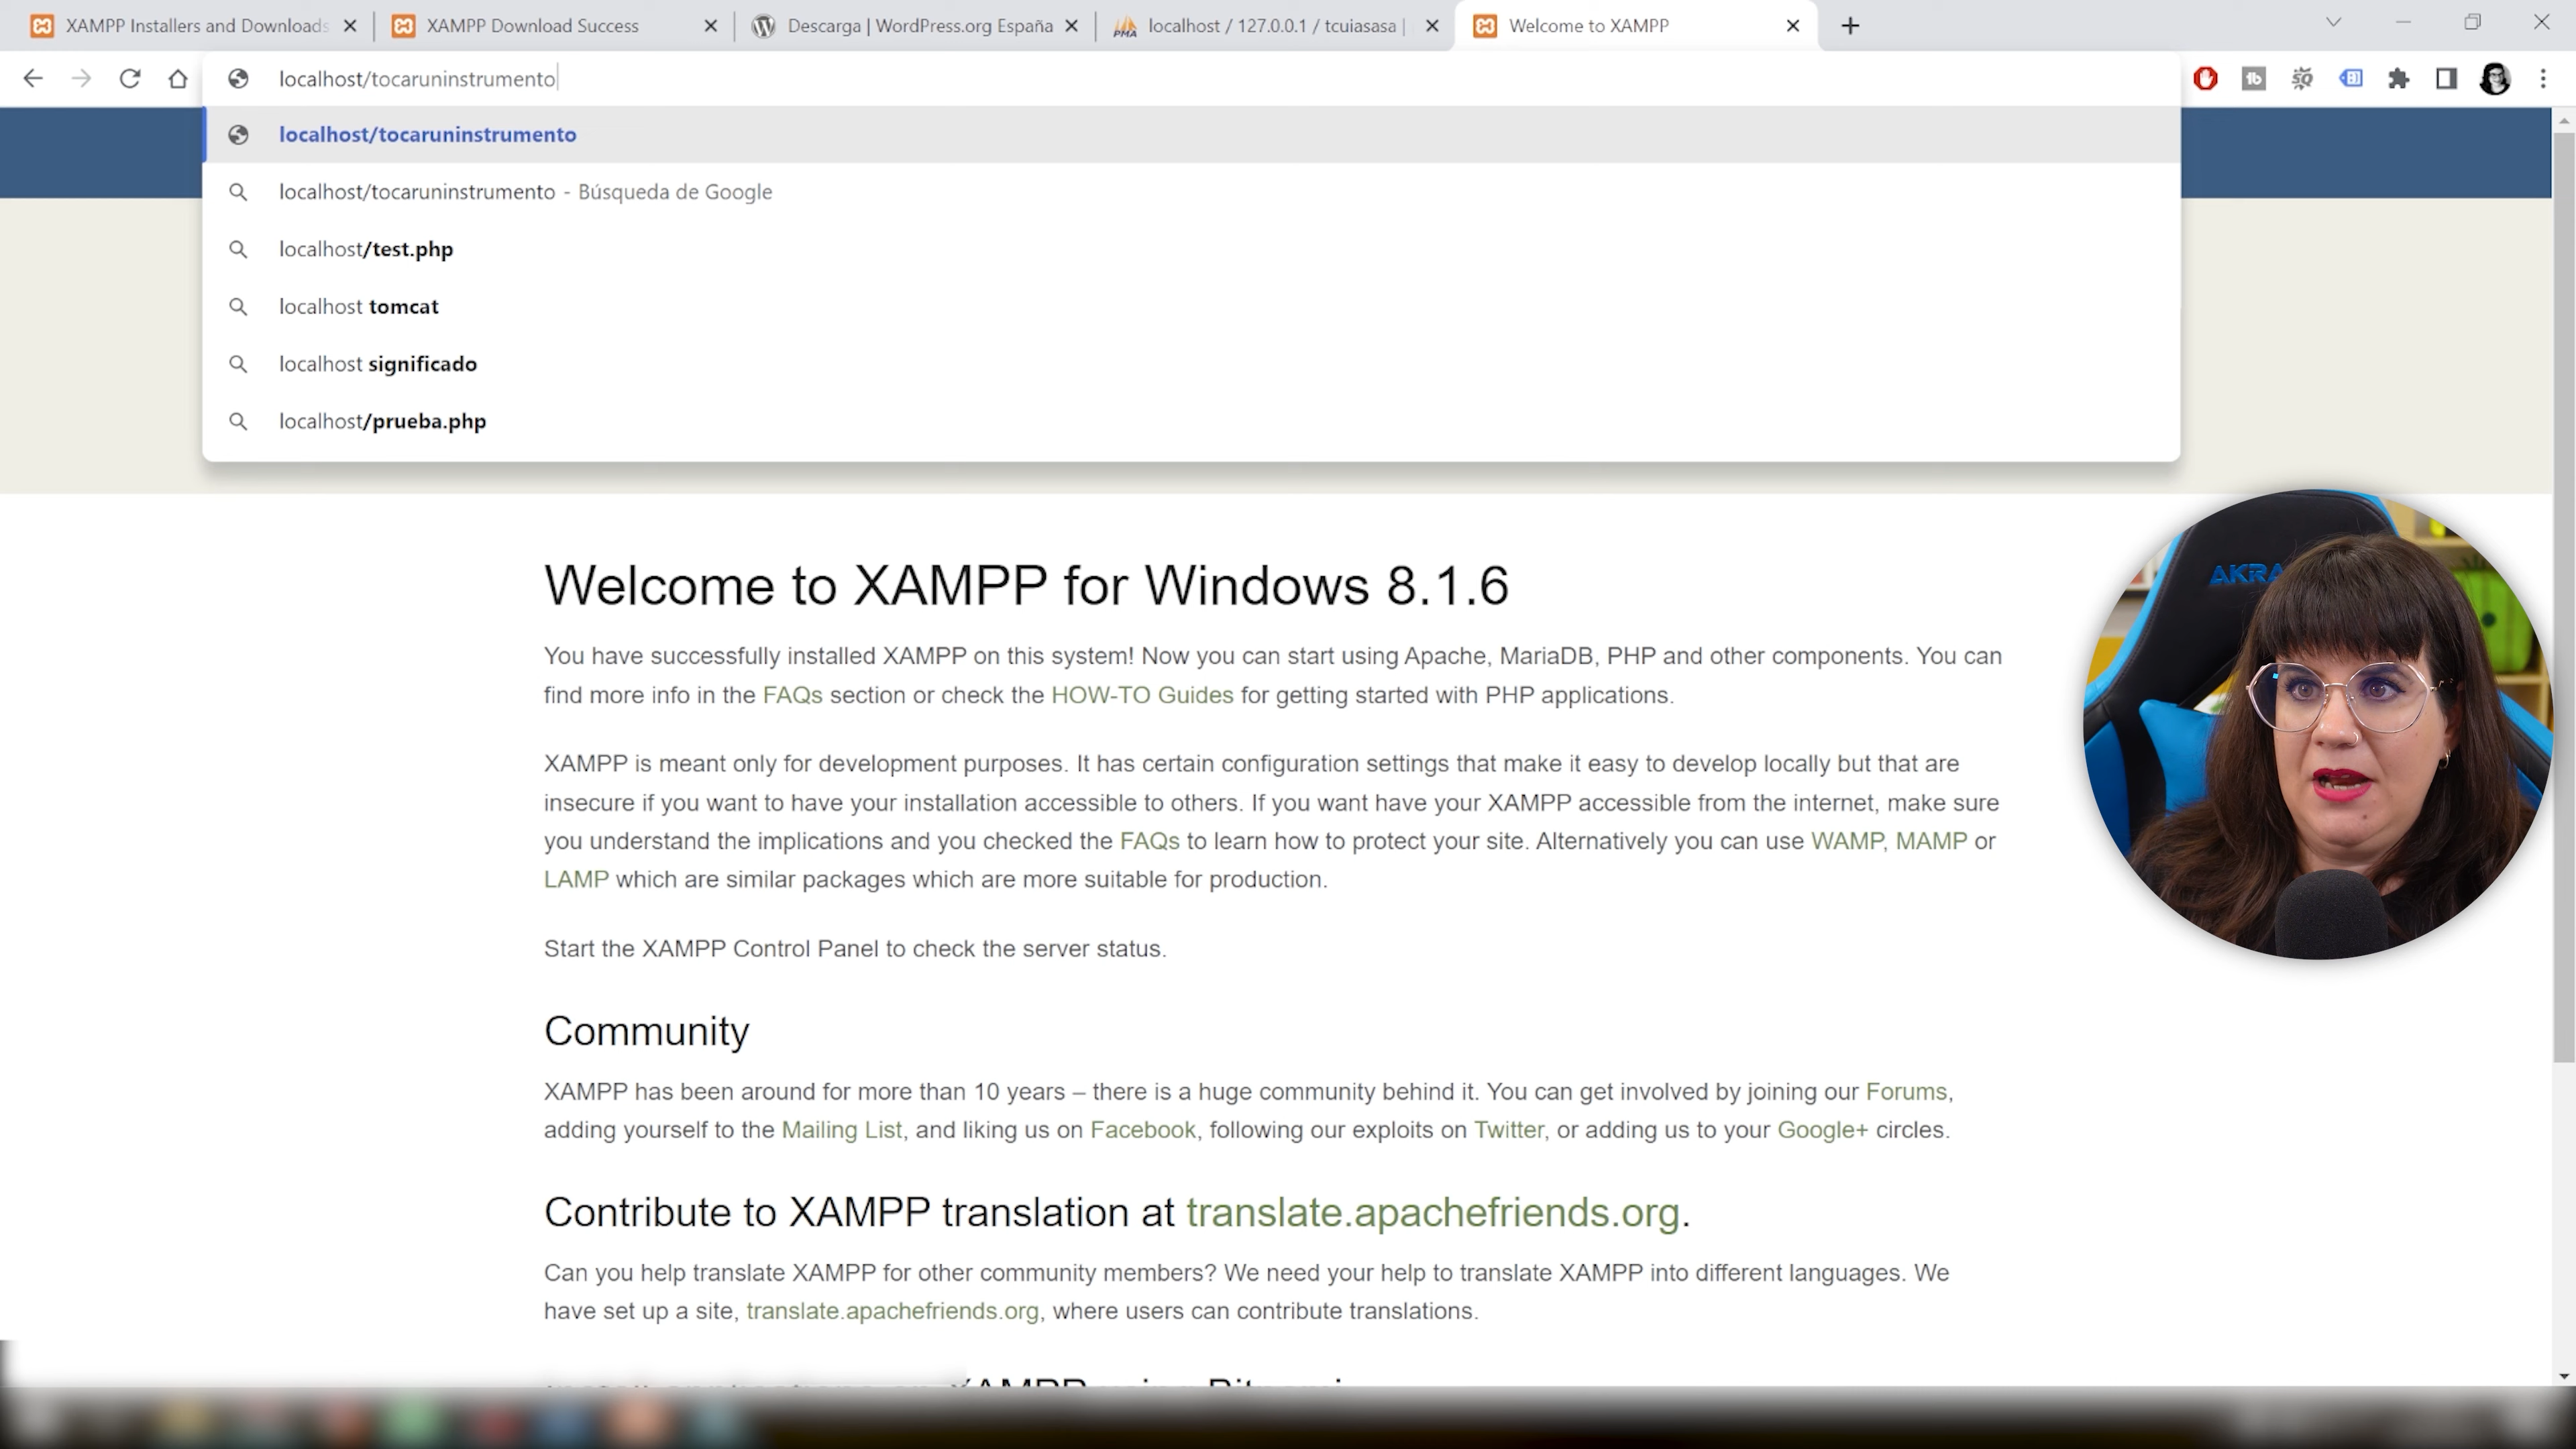 XAMPP Installers and Downloads
XAMPP Download Success
Descarga | WordPress.org España
localhost / 127.0.0.1 / tcuiasasa |
Welcome to XAMPP
localhost/tocaruninstrumento
localhost/tocaruninstrumento
localhost/tocaruninstrumento - Búsqueda de Google
localhost/test.php
localhost tomcat
localhost significado
localhost/prueba.php
Welcome to XAMPP for Windows 8.1.6
You have successfully installed XAMPP on this system! Now you can start using Apache, MariaDB, PHP and other components. You can
find more info in the FAQs section or check the HOW-TO Guides for getting started with PHP applications.
XAMPP is meant only for development purposes. It has certain configuration settings that make it easy to develop locally but that are
insecure if you want to have your installation accessible to others. If you want have your XAMPP accessible from the internet, make sure
you understand the implications and you checked the FAQs to learn how to protect your site. Alternatively you can use WAMP, MAMP or
LAMP which are similar packages which are more suitable for production.
Start the XAMPP Control Panel to check the server status.
Community
XAMPP has been around for more than 10 years – there is a huge community behind it. You can get involved by joining our Forums,
adding yourself to the Mailing List, and liking us on Facebook, following our exploits on Twitter, or adding us to your Google+ circles.
Contribute to XAMPP translation at translate.apachefriends.org.
Can you help translate XAMPP for other community members? We need your help to translate XAMPP into different languages. We
have set up a site, translate.apachefriends.org, where users can contribute translations.